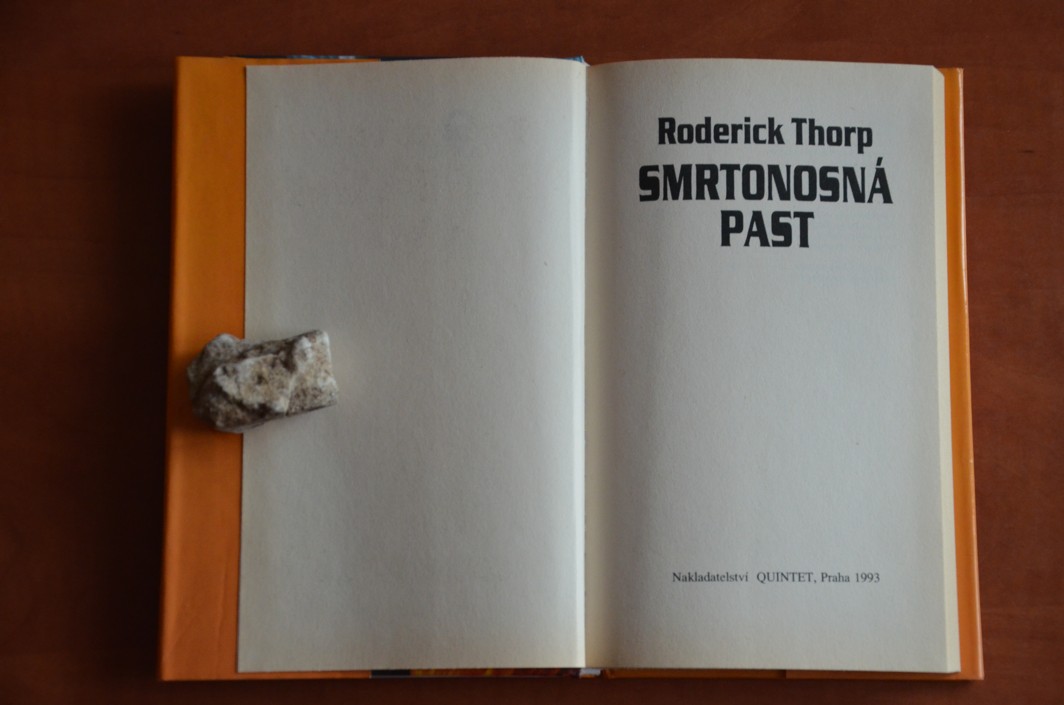 Roderick Thorp
SMRTONOSNÁ
PAST
Nakladatelství QUINTET, Praha 1993